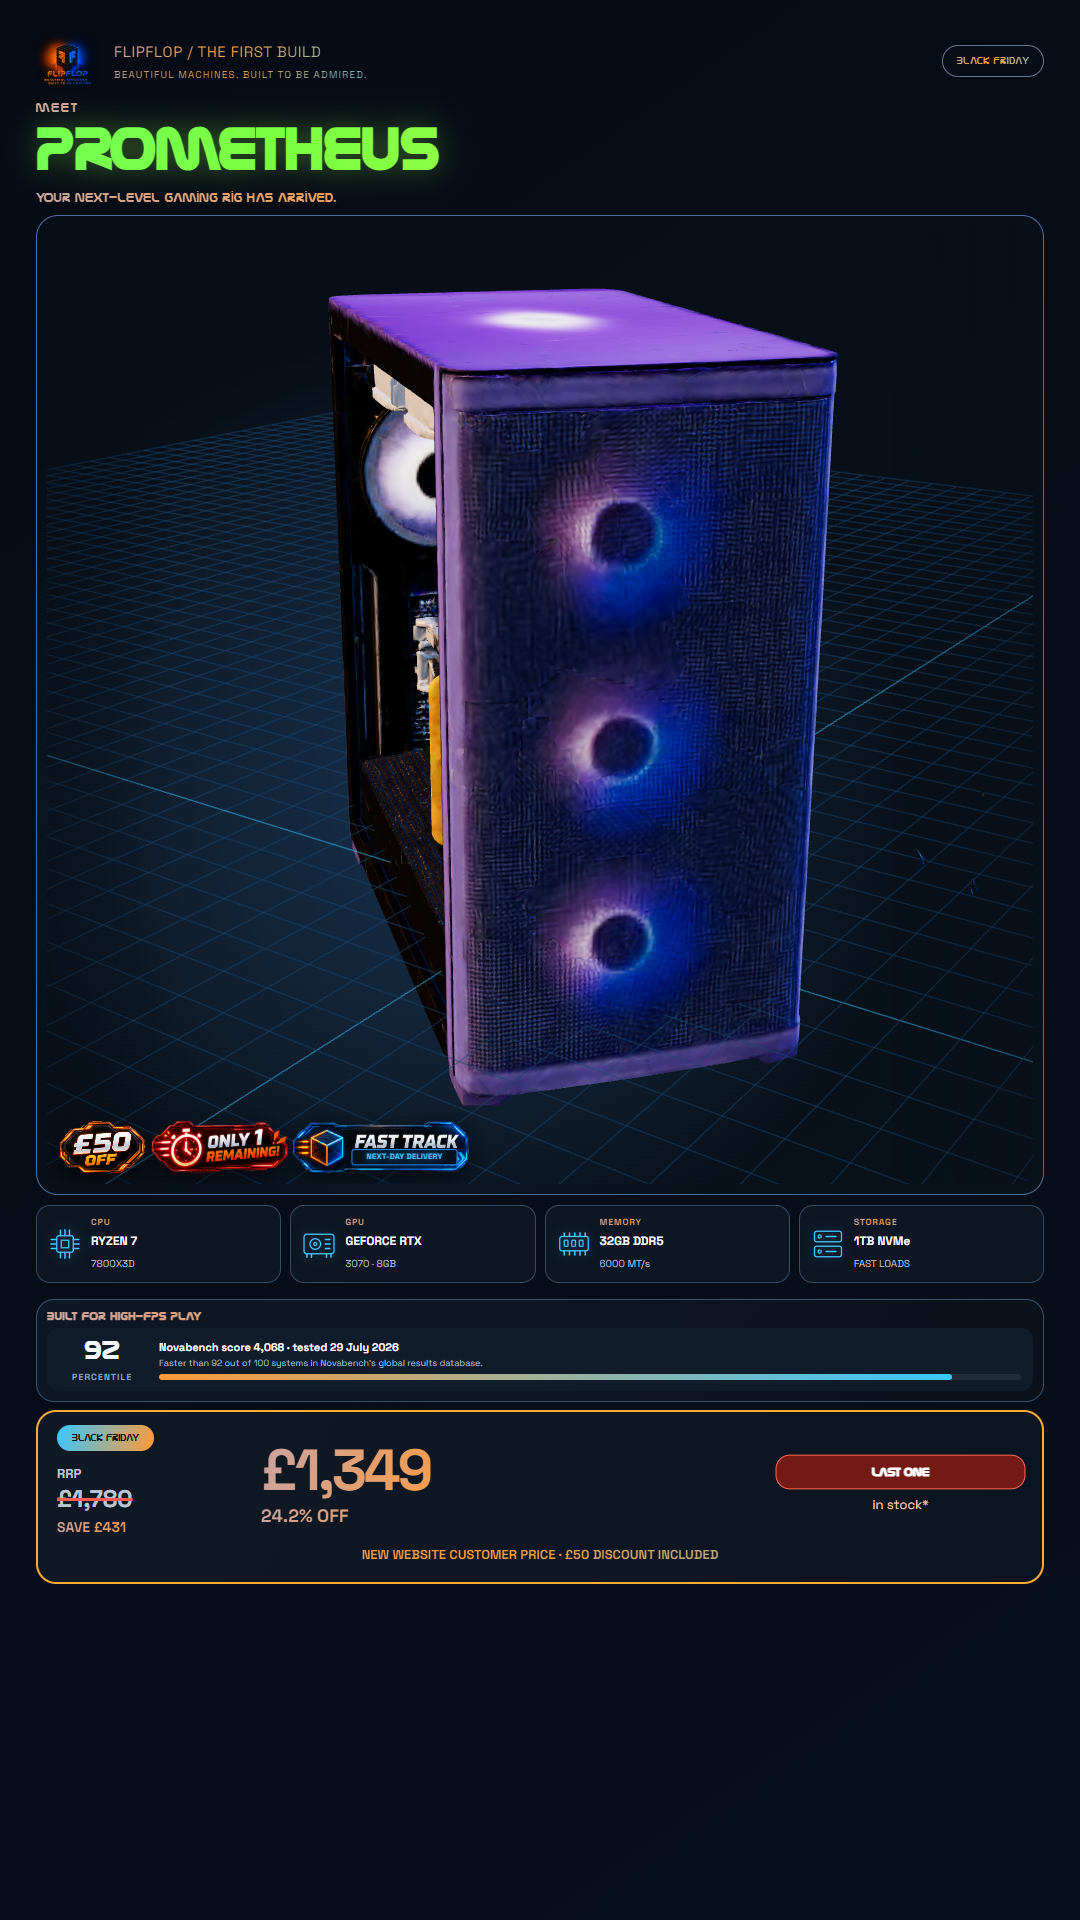 FLIPFLOP
FLIPFLOP / THE FIRST BUILD
BEAUTIFUL MACHINES. BUILT TO BE ADMIRED.
BLACK FRIDAY
MEET
PROMETHEUS
YOUR NEXT-LEVEL GAMING RIG HAS ARRIVED.
£50
OFF
ONLY 1
REMAINING!
FAST TRACK
NEXT-DAY DELIVERY
CPU
RYZEN 7
7800X3D
GPU
GEFORCE RTX
3070 · 8GB
MEMORY
32GB DDR5
6000 MT/s
STORAGE
1TB NVMe
FAST LOADS
BUILT FOR HIGH-FPS PLAY
92
PERCENTILE
Novabench score 4,068 · tested 29 July 2026
Faster than 92 out of 100 systems in Novabench's global results database.
BLACK FRIDAY
RRP
£1,780
SAVE £431
£1,349
24.2% OFF
LAST ONE
in stock*
NEW WEBSITE CUSTOMER PRICE · £50 DISCOUNT INCLUDED